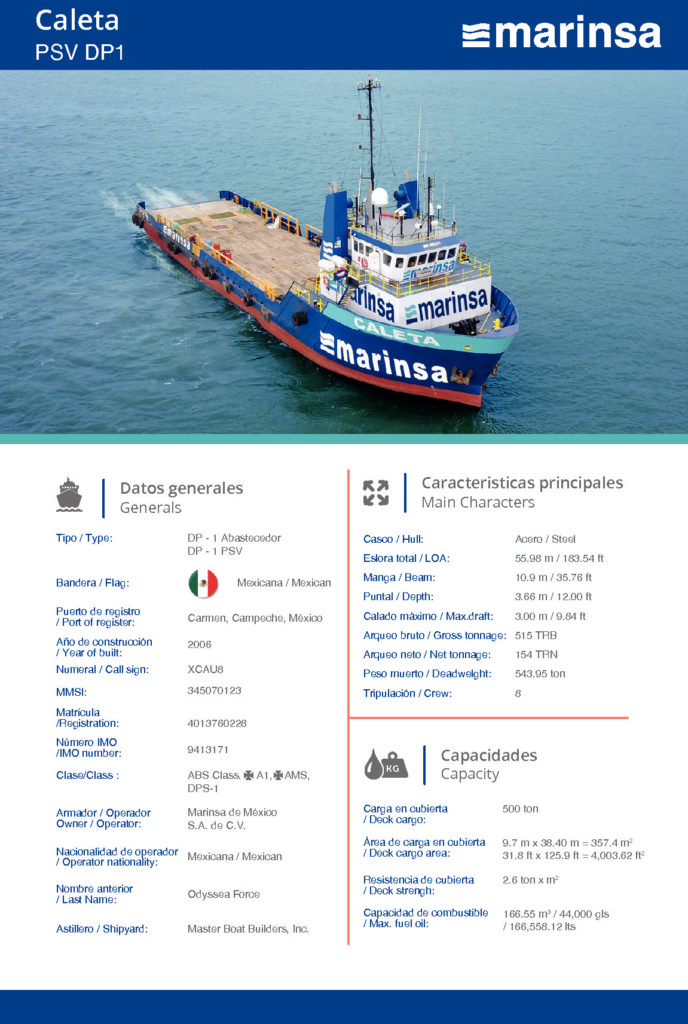 Caleta
PSV DP1
marinsa
marinsa
marinsa
marinsa
marinsa
CALETA
marinsa
Datos generales
Generals
Tipo / Type: DP - 1 Abastecedor
DP - 1 PSV
Bandera / Flag: Mexicana / Mexican
Puerto de registro
/ Port of register: Carmen, Campeche, México
Año de construcción
/ Year of built: 2006
Numeral / Call sign: XCAU8
MMSI: 345070123
Matrícula
/Registration: 4013760228
Número IMO
/IMO number: 9413171
Clase/Class : ABS Class. ✠ A1, ✠ AMS,
DPS-1
Armador / Operador
Owner / Operator: Marinsa de México
S.A. de C.V.
Nacionalidad de operador
/ Operator nationality: Mexicana / Mexican
Nombre anterior
/ Last Name: Odyssea Force
Astillero / Shipyard: Master Boat Builders, Inc.
Caracteristicas principales
Main Characters
Casco / Hull: Acero / Steel
Eslora total / LOA: 55.98 m / 183.54 ft
Manga / Beam: 10.9 m / 35.76 ft
Puntal / Depth: 3.66 m / 12.00 ft
Calado máximo / Max.draft: 3.00 m / 9.84 ft
Arqueo bruto / Gross tonnage: 515 TRB
Arqueo neto / Net tonnage: 154 TRN
Peso muerto / Deadweight: 543.95 ton
Tripulación / Crew: 8
KG
Capacidades
Capacity
Carga en cubierta
/ Deck cargo: 500 ton
Área de carga en cubierta
/ Deck cargo area: 9.7 m x 38.40 m = 357.4 m²
31.8 ft x 125.9 ft = 4,003.62 ft²
Resistencia de cubierta
/ Deck strengh: 2.6 ton x m²
Capacidad de combustible
/ Max. fuel oil: 166.55 m³ / 44,000 gls
/ 166,558.12 lts